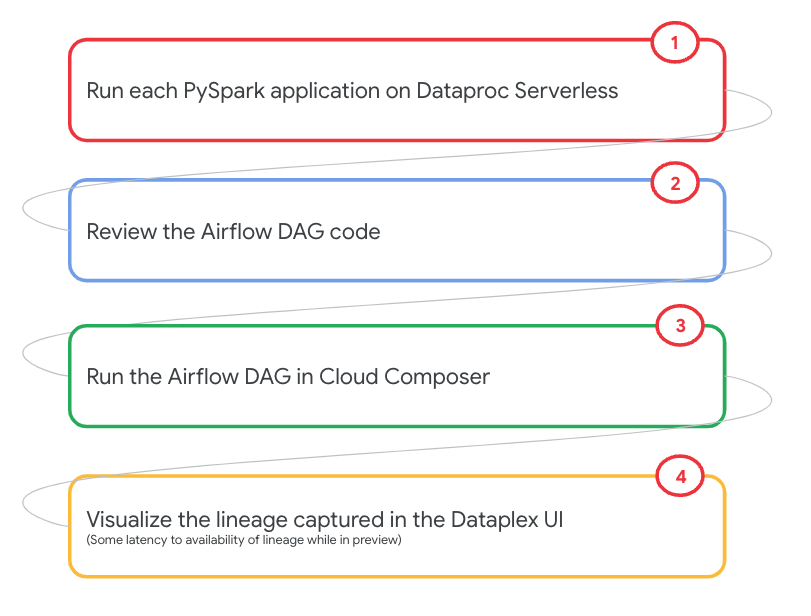 1
Run each PySpark application on Dataproc Serverless
2
Review the Airflow DAG code
3
Run the Airflow DAG in Cloud Composer
4
Visualize the lineage captured in the Dataplex UI
(Some latency to availability of lineage while in preview)